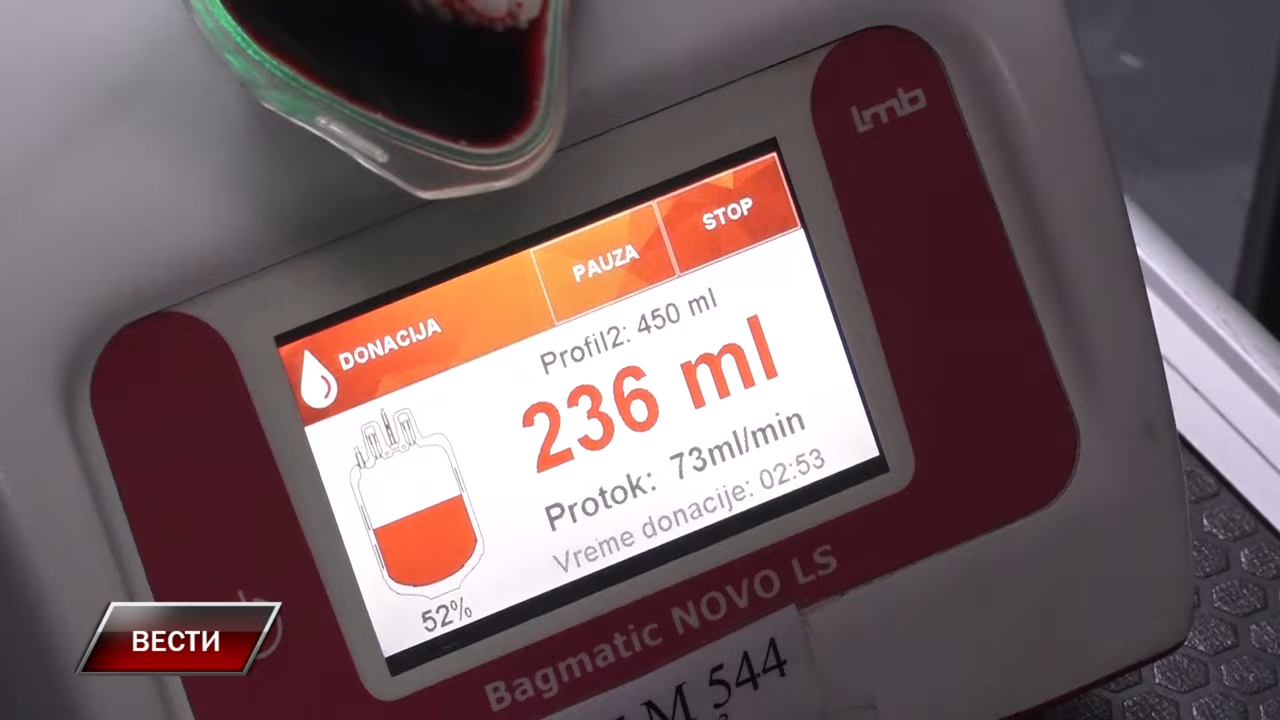 lmb
STOP
PAUZA
DONACIJA
Profil2: 450 ml
236 ml
Protok: 73ml/min
Vreme donacije: 02:53
52%
Bagmatic NOVO LS
M 544
ВЕСТИ